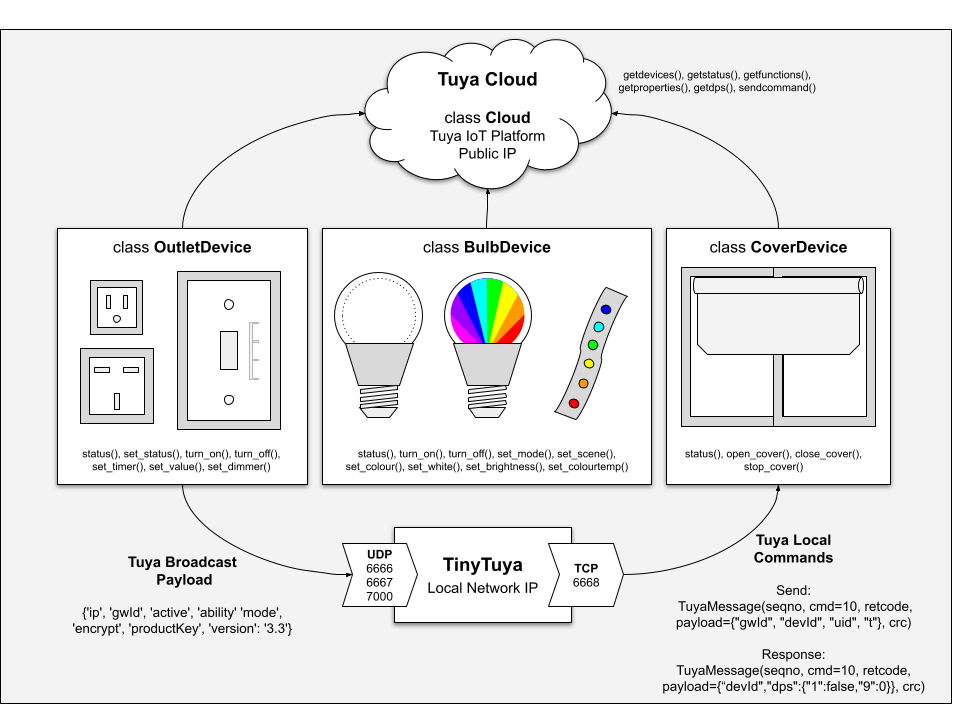 Tuya Cloud
class Cloud
Tuya IoT Platform
Public IP
getdevices(), getstatus(), getfunctions(),
getproperties(), getdps(), sendcommand()
class OutletDevice
status(), set_status(), turn_on(), turn_off(),
set_timer(), set_value(), set_dimmer()
class BulbDevice
status(), turn_on(), turn_off(), set_mode(), set_scene(),
set_colour(), set_white(), set_brightness(), set_colourtemp()
class CoverDevice
status(), open_cover(), close_cover(),
stop_cover()
Tuya Broadcast
Payload
{'ip', 'gwId', 'active', 'ability' 'mode',
'encrypt', 'productKey', 'version': '3.3'}
UDP
6666
6667
7000
TinyTuya
Local Network IP
TCP
6668
Tuya Local
Commands
Send:
TuyaMessage(seqno, cmd=10, retcode,
payload={"gwId", "devId", "uid", "t"}, crc)
Response:
TuyaMessage(seqno, cmd=10, retcode,
payload={“devId","dps":{"1":false,"9":0}}, crc)